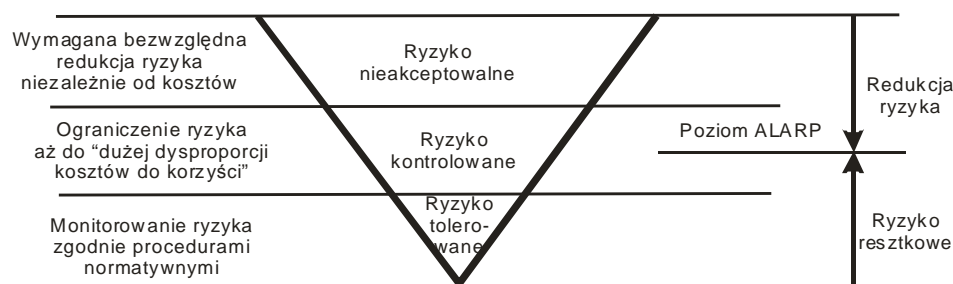 Wymagana bezwzględna
redukcja ryzyka
niezależnie od kosztów
Ryzyko
nieakceptowalne
Redukcja
ryzyka
Ograniczenie ryzyka
aż do “dużej dysproporcji
kosztów do korzyści”
Ryzyko
kontrolowane
Poziom ALARP
Monitorowanie ryzyka
zgodnie procedurami
normatywnymi
Ryzyko
tolero-
wane
Ryzyko
resztkowe